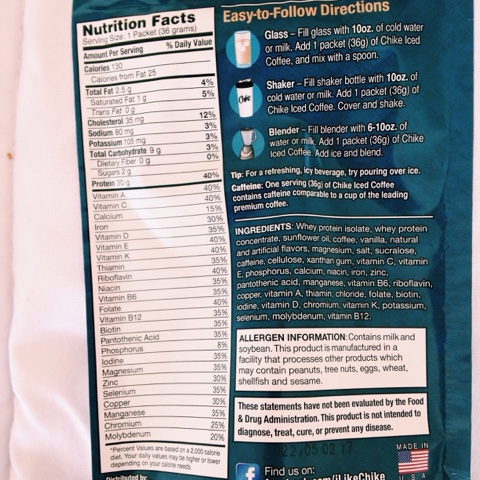 Nutrition Facts
Serving Size: 1 Packet (36 grams)
Amount Per Serving % Daily Value
Calories 130
Calories from Fat 25
Total Fat 2.5 g 4%
Saturated Fat 1 g 5%
Trans Fat 0 g
Cholesterol 35 mg 12%
Sodium 80 mg 3%
Potassium 105 mg 3%
Total Carbohydrate 9 g 3%
Dietary Fiber 0 g 0%
Sugars 2 g
Protein 20 g 40%
Vitamin A 40%
Vitamin C 40%
Calcium 15%
Iron 30%
Vitamin D 35%
Vitamin E 40%
Vitamin K 35%
Thiamin 40%
Riboflavin 40%
Niacin 35%
Vitamin B6 35%
Folate 40%
Vitamin B12 35%
Biotin 35%
Pantothenic Acid 35%
Phosphorus 8%
Iodine 35%
Magnesium 35%
Zinc 30%
Selenium 35%
Copper 30%
Manganese 35%
Chromium 25%
Molybdenum 20%
*Percent Values are based on a 2,000 calorie
diet. Your daily values may be higher or lower
depending on your calorie needs.
Distributed by:
Easy-to-Follow Directions
Glass – Fill glass with 10oz. of cold water
or milk. Add 1 packet (36g) of Chike Iced
Coffee, and mix with a spoon.
Chike
Shaker – Fill shaker bottle with 10oz. of
cold water or milk. Add 1 packet (36g) of
Chike Iced Coffee. Cover and shake.
Blender – Fill blender with 6-10oz. of
water or milk. Add 1 packet (36g) of Chike
Iced Coffee. Add ice and blend.
Tip: For a refreshing, icy beverage, try pouring over ice.
Caffeine: One serving (36g) of Chike Iced Coffee
contains caffeine comparable to a cup of the leading
premium coffee.
INGREDIENTS: Whey protein isolate, whey protein
concentrate, sunflower oil, coffee, vanilla, natural
and artificial flavors, magnesium, salt, sucralose,
caffeine, cellulose, xanthan gum, vitamin C, vitamin
E, phosphorus, calcium, niacin, iron, zinc,
pantothenic acid, manganese, vitamin B6, riboflavin,
copper, vitamin A, thiamin, chloride, folate, biotin,
iodine, vitamin D, chromium, vitamin K, potassium,
selenium, molybdenum, vitamin B12.
ALLERGEN INFORMATION: Contains milk and
soybean. This product is manufactured in a
facility that processes other products which
may contain peanuts, tree nuts, eggs, wheat,
shellfish and sesame.
These statements have not been evaluated by the Food
& Drug Administration. This product is not intended to
diagnose, treat, cure, or prevent any disease.
22/05 02 17
MADE IN
USA
f Find us on:
facebook.com/iLikeChike